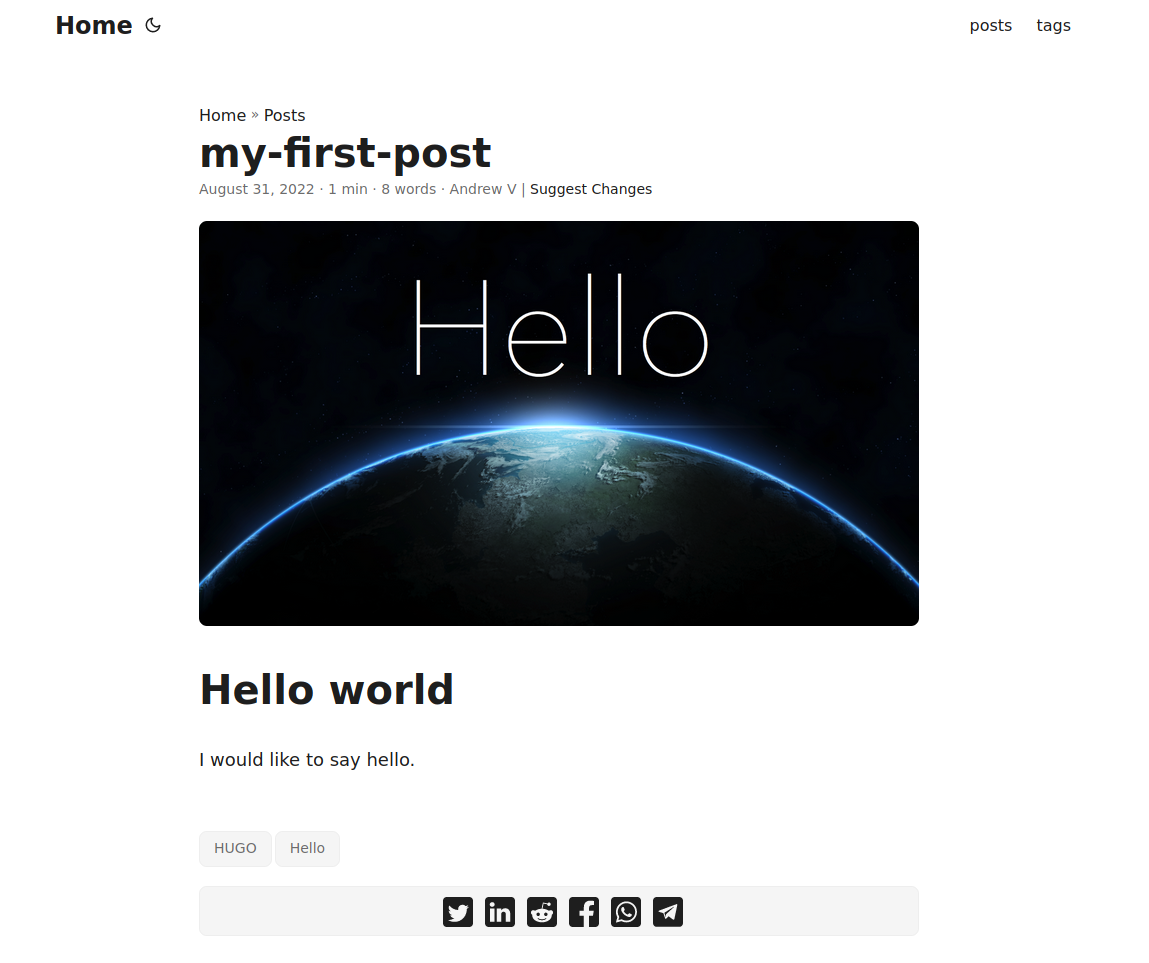 Home
posts tags
Home » Posts
my-first-post
August 31, 2022 · 1 min · 8 words · Andrew V | Suggest Changes
Hello
Hello world
I would like to say hello.
HUGO Hello